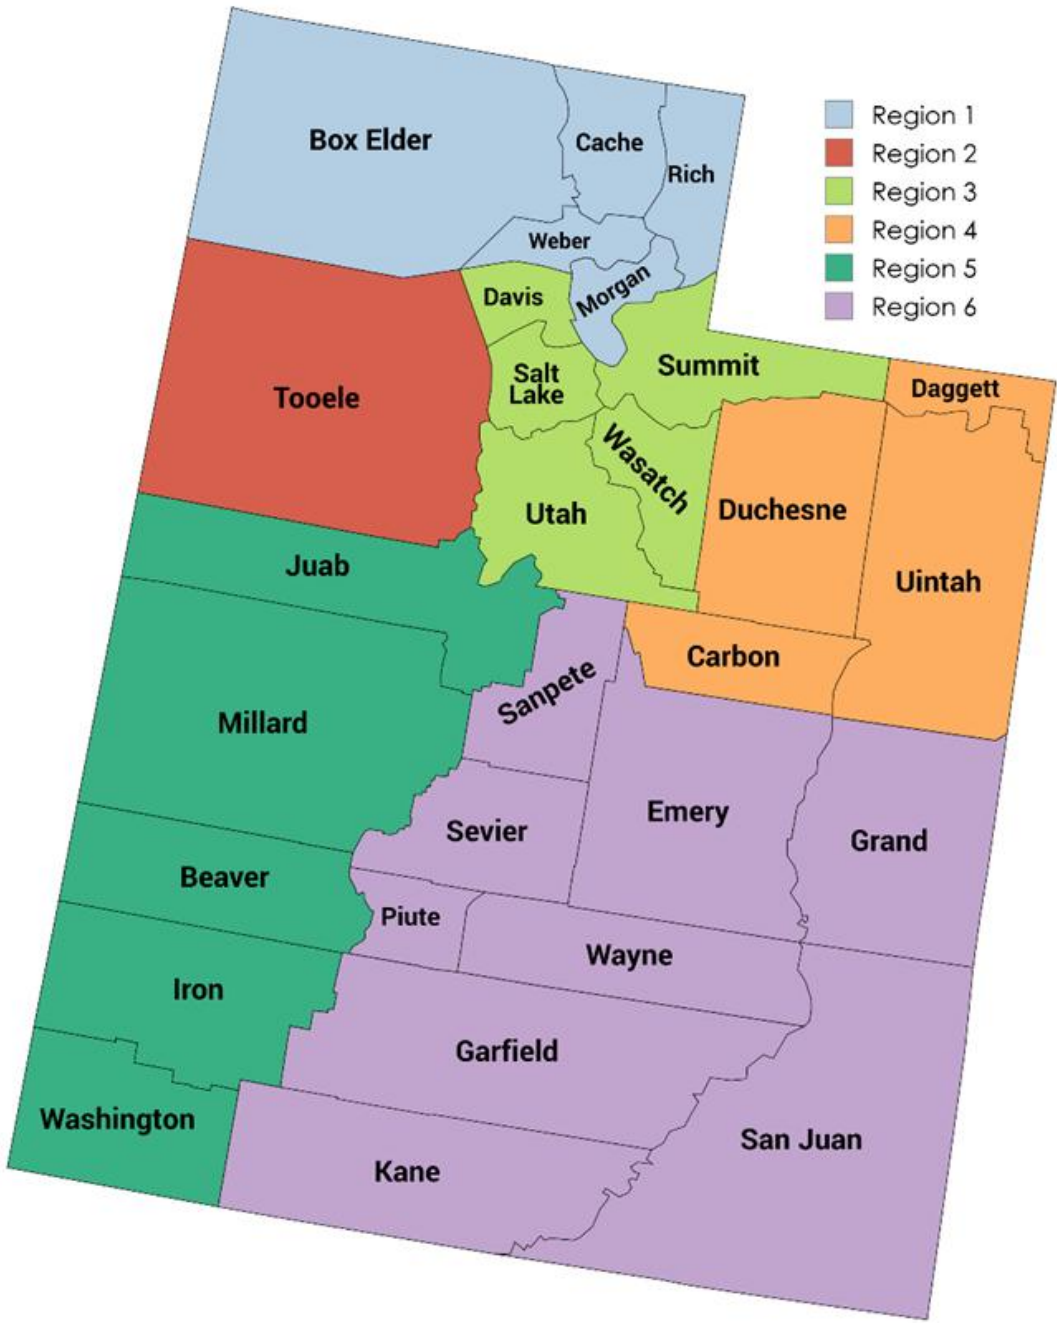 Region 1
Region 2
Region 3
Region 4
Region 5
Region 6
Box Elder
Cache
Rich
Weber
Morgan
Davis
Summit
Salt
Lake
Tooele
Daggett
Wasatch
Duchesne
Utah
Uintah
Juab
Carbon
Sanpete
Millard
Emery
Sevier
Grand
Beaver
Piute
Wayne
Iron
Garfield
Washington
San Juan
Kane